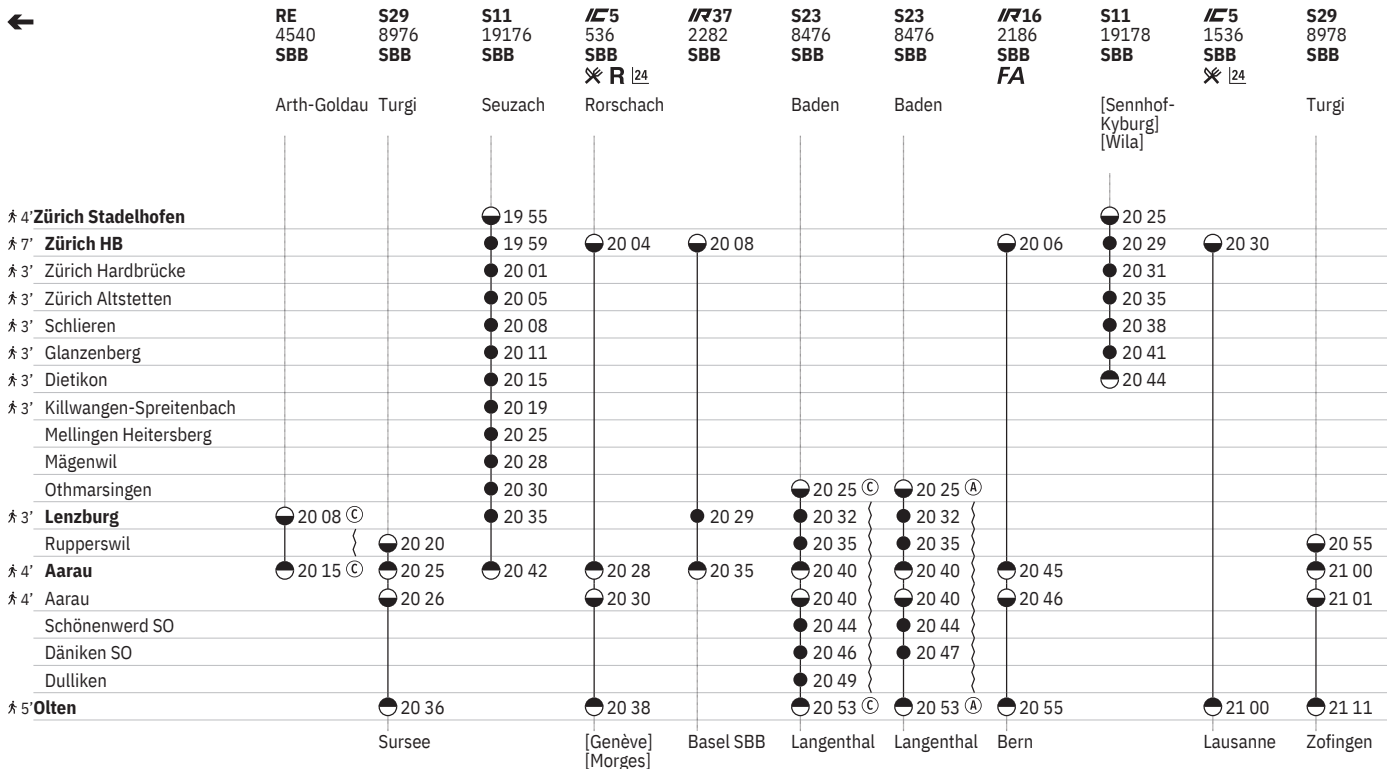 RE S29 S11 IC5 IR37 S23 S23 IR16 S11 IC5 S29
4540 8976 19176 536 2282 8476 8476 2186 19178 1536 8978
SBB SBB SBB SBB SBB SBB SBB SBB SBB SBB SBB
R 24 FA 24
Arth-Goldau Turgi Seuzach Rorschach Baden Baden [Sennhof- Turgi
Kyburg]
[Wila]
4’ Zürich Stadelhofen 19 55 20 25
7’ Zürich HB 19 59 20 04 20 08 20 06 20 29 20 30
3’ Zürich Hardbrücke 20 01 20 31
3’ Zürich Altstetten 20 05 20 35
3’ Schlieren 20 08 20 38
3’ Glanzenberg 20 11 20 41
3’ Dietikon 20 15 20 44
3’ Killwangen-Spreitenbach 20 19
Mellingen Heitersberg 20 25
Mägenwil 20 28
Othmarsingen 20 30 20 25 Ⓒ 20 25 Ⓐ
3’ Lenzburg 20 08 Ⓒ 20 35 20 29 20 32 20 32
Rupperswil 20 20 20 35 20 35 20 55
4’ Aarau 20 15 Ⓒ 20 25 20 42 20 28 20 35 20 40 20 40 20 45 21 00
4’ Aarau 20 26 20 30 20 40 20 40 20 46 21 01
Schönenwerd SO 20 44 20 44
Däniken SO 20 46 20 47
Dulliken 20 49
5’ Olten 20 36 20 38 20 53 Ⓒ 20 53 Ⓐ 20 55 21 00 21 11
Sursee [Genève] Basel SBB Langenthal Langenthal Bern Lausanne Zofingen
[Morges]